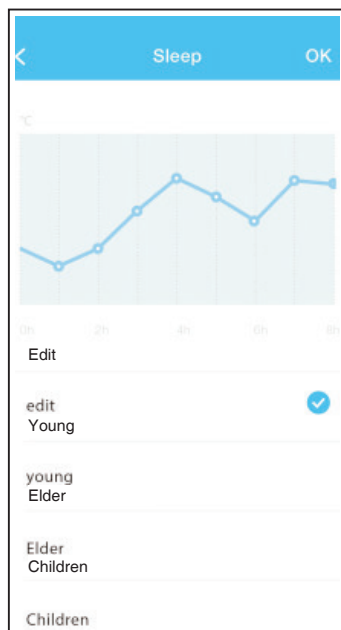 Sleep OK
°C
0h 2h 4h 6h 8h
Edit
edit
Young
young
Elder
Elder
Children
Children